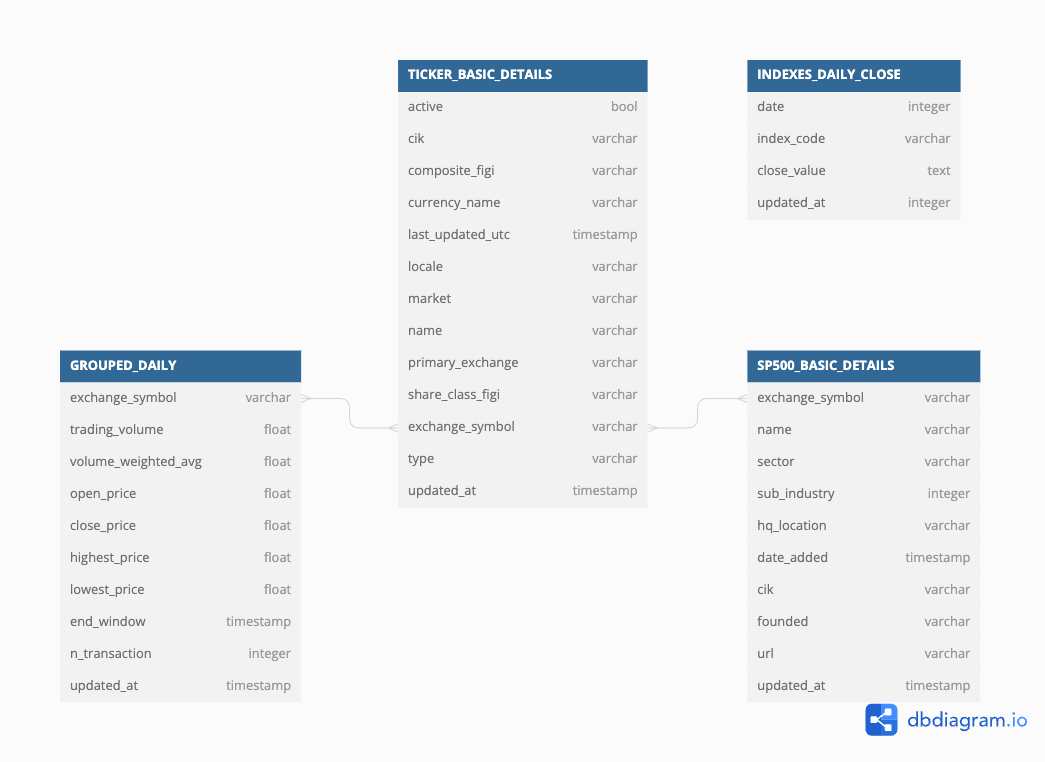 TICKER_BASIC_DETAILS
active bool
cik varchar
composite_figi varchar
currency_name varchar
last_updated_utc timestamp
locale varchar
market varchar
name varchar
primary_exchange varchar
share_class_figi varchar
exchange_symbol varchar
type varchar
updated_at timestamp
INDEXES_DAILY_CLOSE
date integer
index_code varchar
close_value text
updated_at integer
GROUPED_DAILY
exchange_symbol varchar
trading_volume float
volume_weighted_avg float
open_price float
close_price float
highest_price float
lowest_price float
end_window timestamp
n_transaction integer
updated_at timestamp
SP500_BASIC_DETAILS
exchange_symbol varchar
name varchar
sector varchar
sub_industry integer
hq_location varchar
date_added timestamp
cik varchar
founded varchar
url varchar
updated_at timestamp
dbdiagram.io